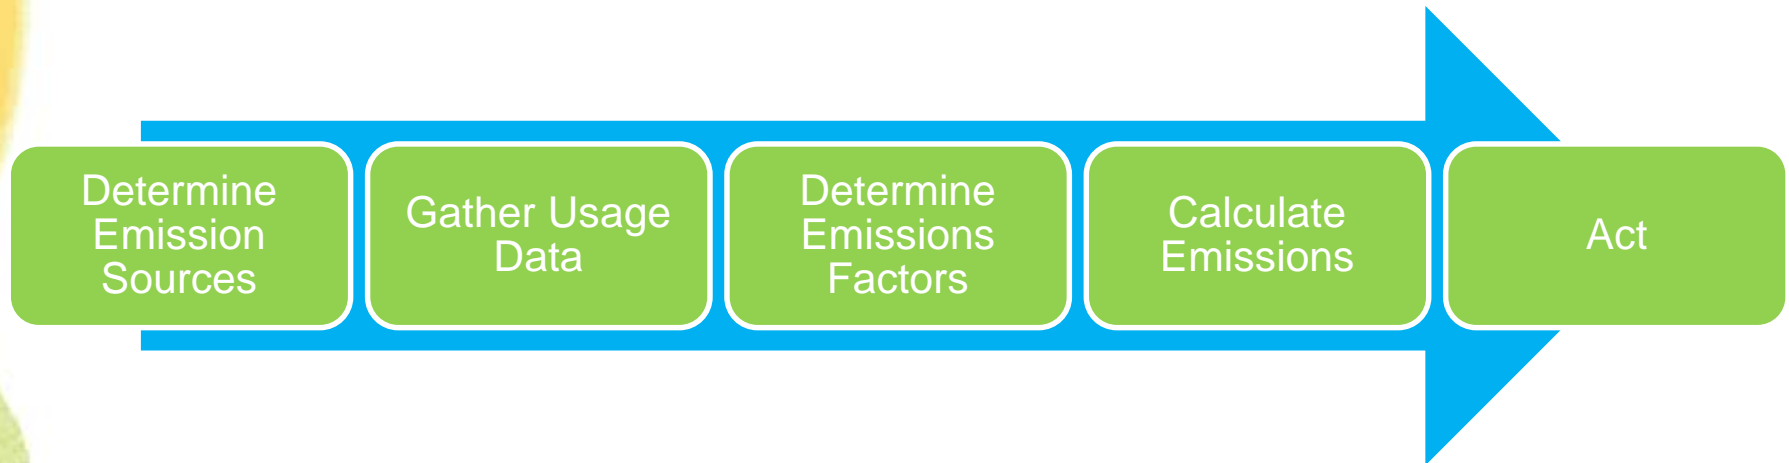 Determine
Emission
Sources
Gather Usage
Data
Determine
Emissions
Factors
Calculate
Emissions
Act